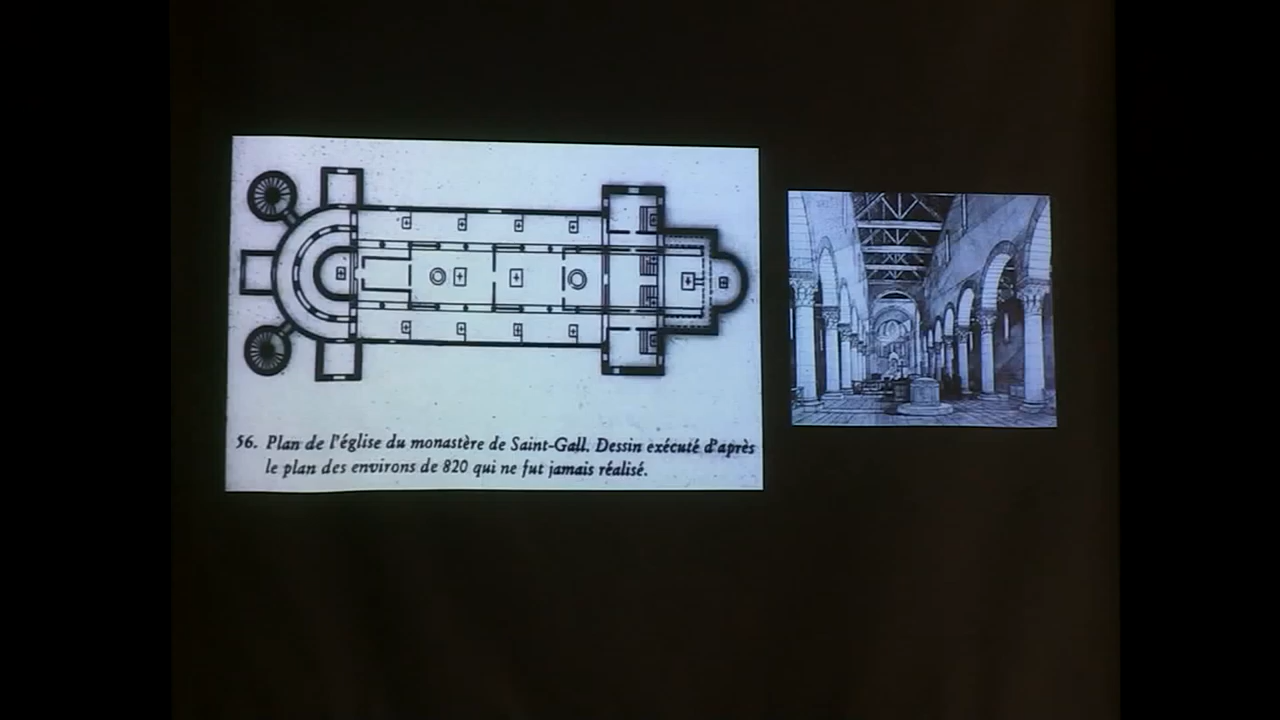 56. Plan de l'église du monastère de Saint-Gall. Dessin exécuté d'après
le plan des environs de 820 qui ne fut jamais réalisé.